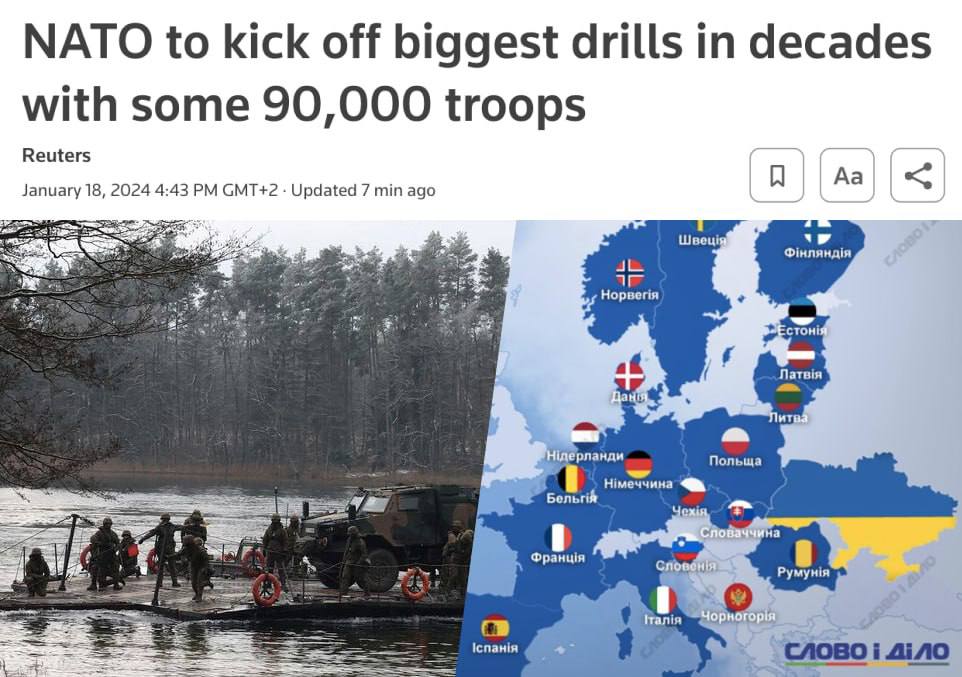 NATO to kick off biggest drills in decades
with some 90,000 troops
Reuters
January 18, 2024 4:43 PM GMT+2 · Updated 7 min ago
Aa
Швеція
Фінляндія
Норвегія
Естонія
Латвія
Данія
Литва
Нідерланди
Польща
Німеччина
Бельгія
Чехія
Словаччина
Франція
Словенія
Румунія
Італія
Чорногорія
Іспанія
СЛОВО і ДІЛО
СЛОВО і ДІЛО